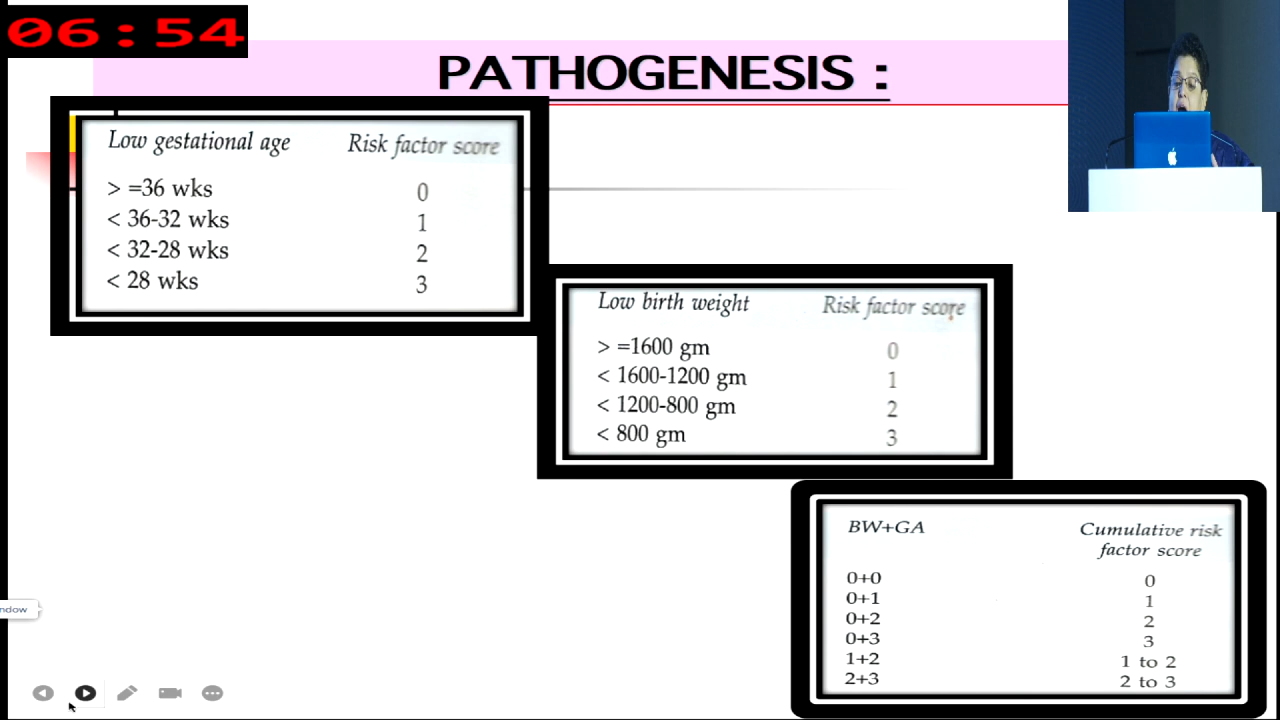 06:54
PATHOGENESIS :
Low gestational age Risk factor score
> =36 wks 0
< 36-32 wks 1
< 32-28 wks 2
< 28 wks 3
Low birth weight Risk factor score
> =1600 gm 0
< 1600-1200 gm 1
< 1200-800 gm 2
< 800 gm 3
BW+GA Cumulative risk
factor score
0+0 0
0+1 1
0+2 2
0+3 3
1+2 1 to 2
2+3 2 to 3
ndow